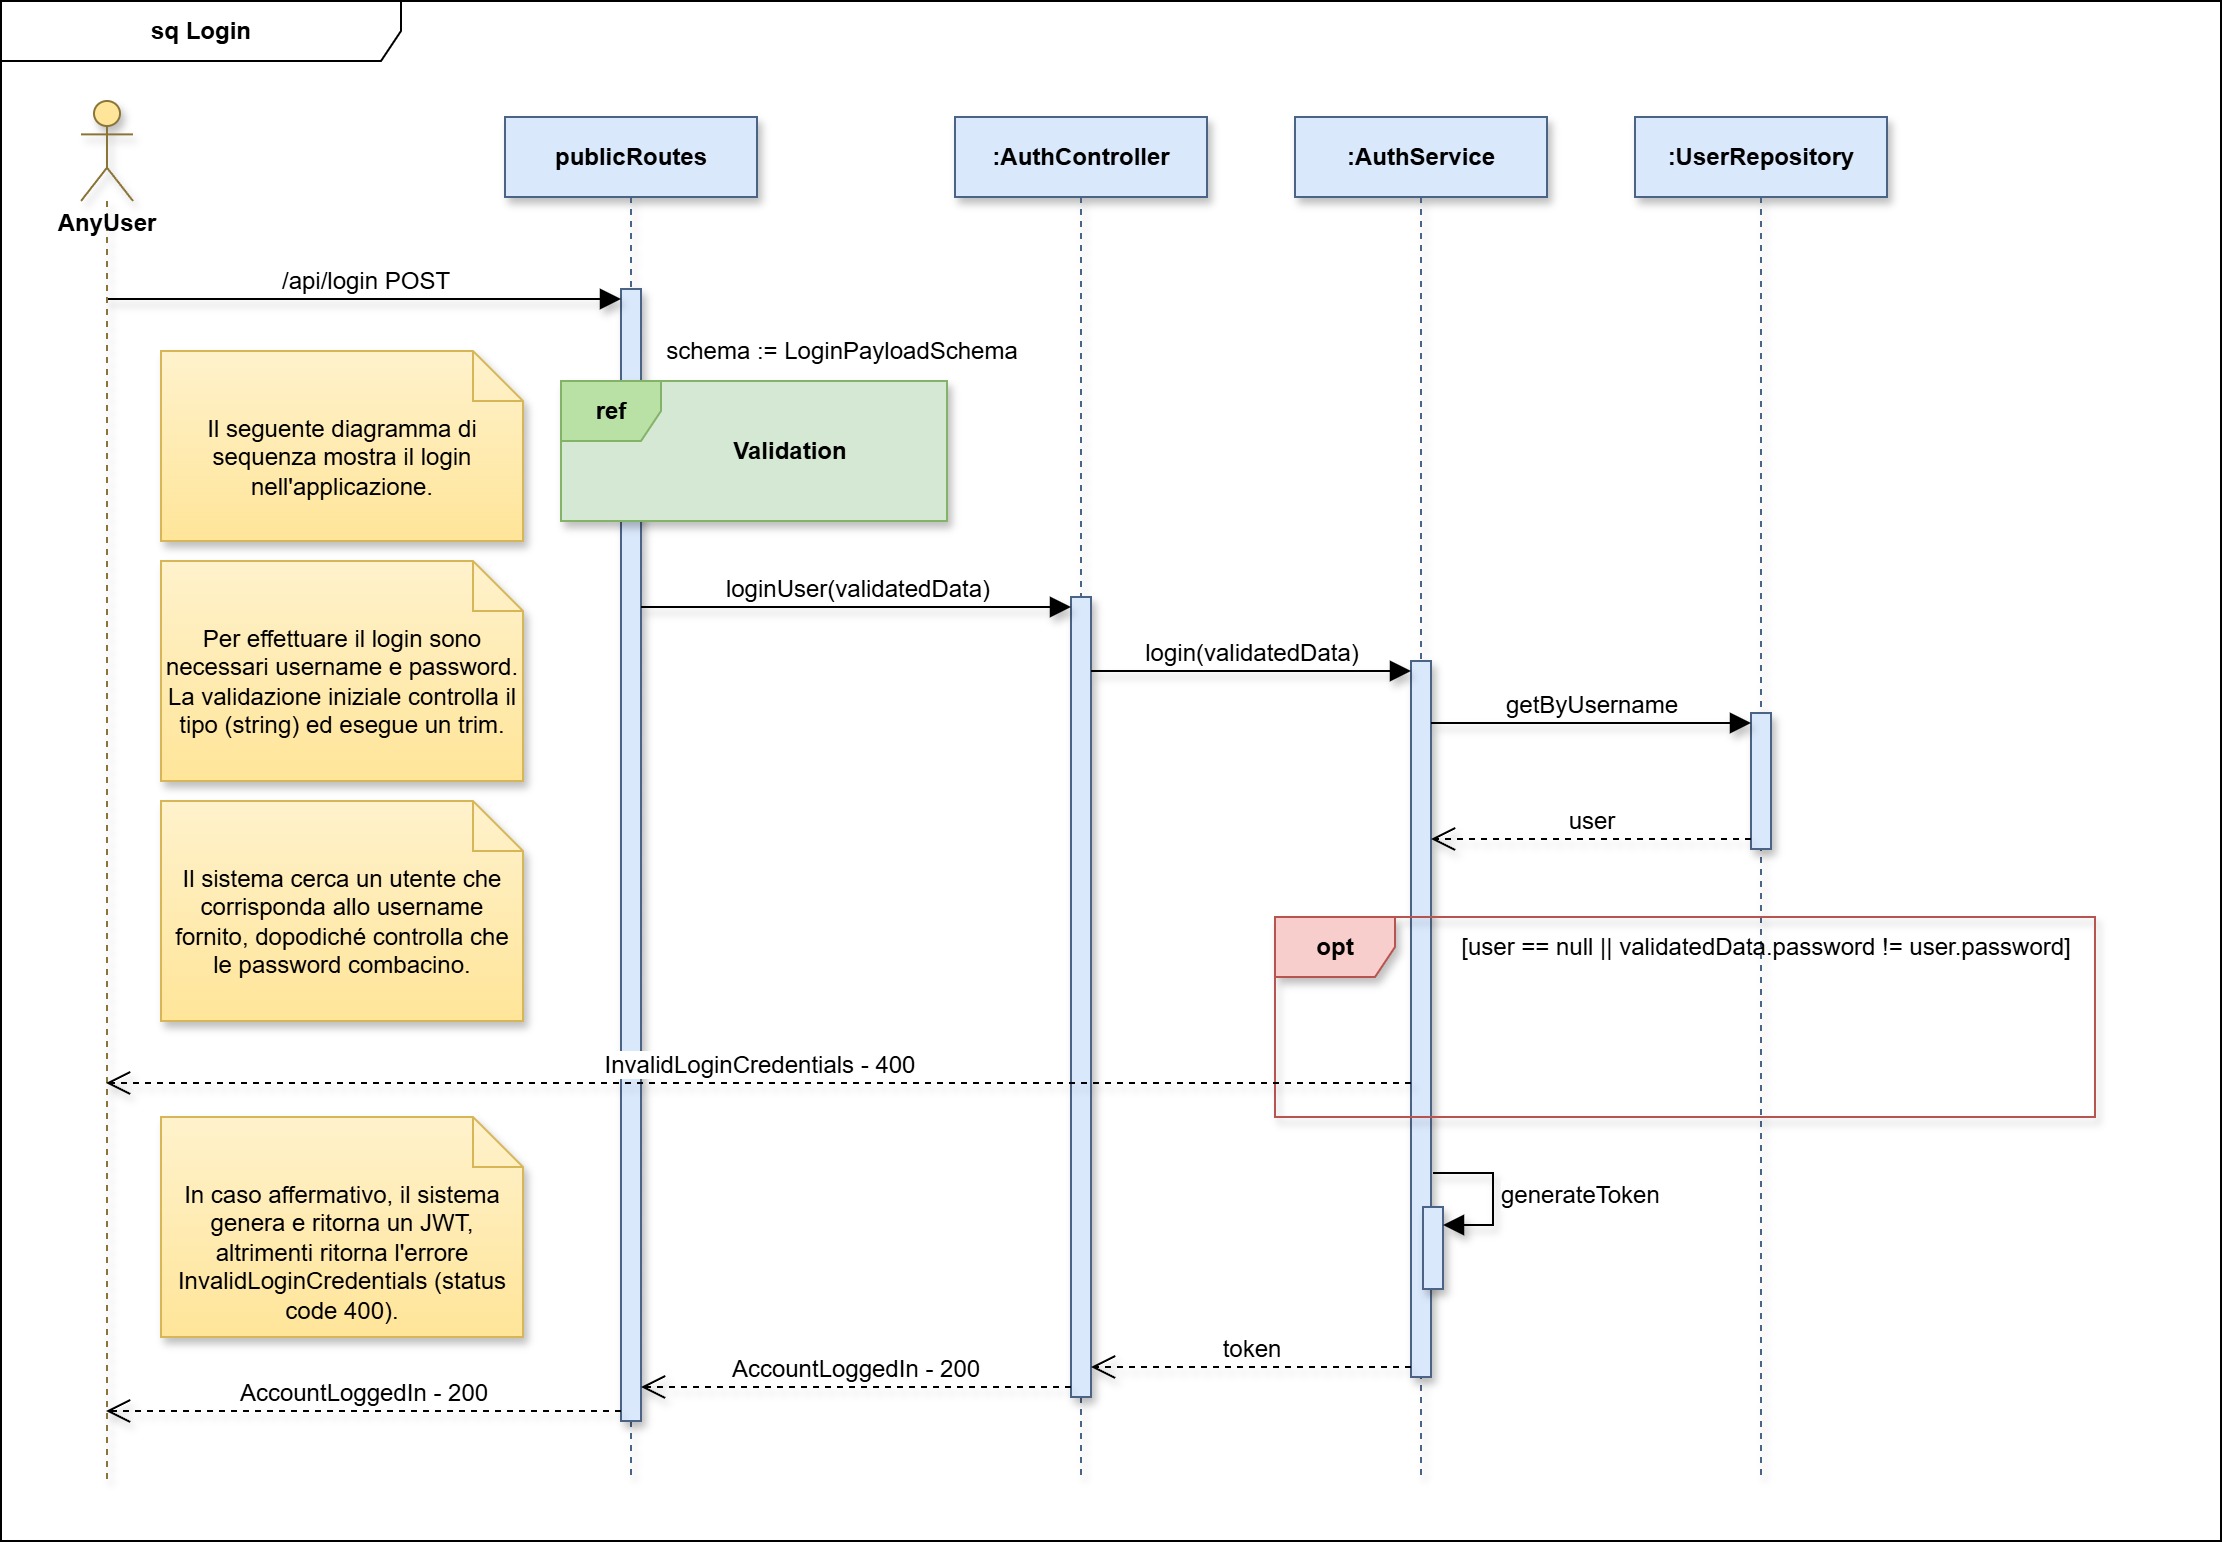 sq Login
AnyUser
publicRoutes
:AuthController
:AuthService
:UserRepository
/api/login POST
schema := LoginPayloadSchema
ref
Validation
Il seguente diagramma di
sequenza mostra il login
nell'applicazione.
loginUser(validatedData)
Per effettuare il login sono
necessari username e password.
La validazione iniziale controlla il
tipo (string) ed esegue un trim.
login(validatedData)
getByUsername
user
Il sistema cerca un utente che
corrisponda allo username
fornito, dopodiché controlla che
le password combacino.
opt
[user == null || validatedData.password != user.password]
InvalidLoginCredentials - 400
In caso affermativo, il sistema
genera e ritorna un JWT,
altrimenti ritorna l'errore
InvalidLoginCredentials (status
code 400).
generateToken
token
AccountLoggedIn - 200
AccountLoggedIn - 200